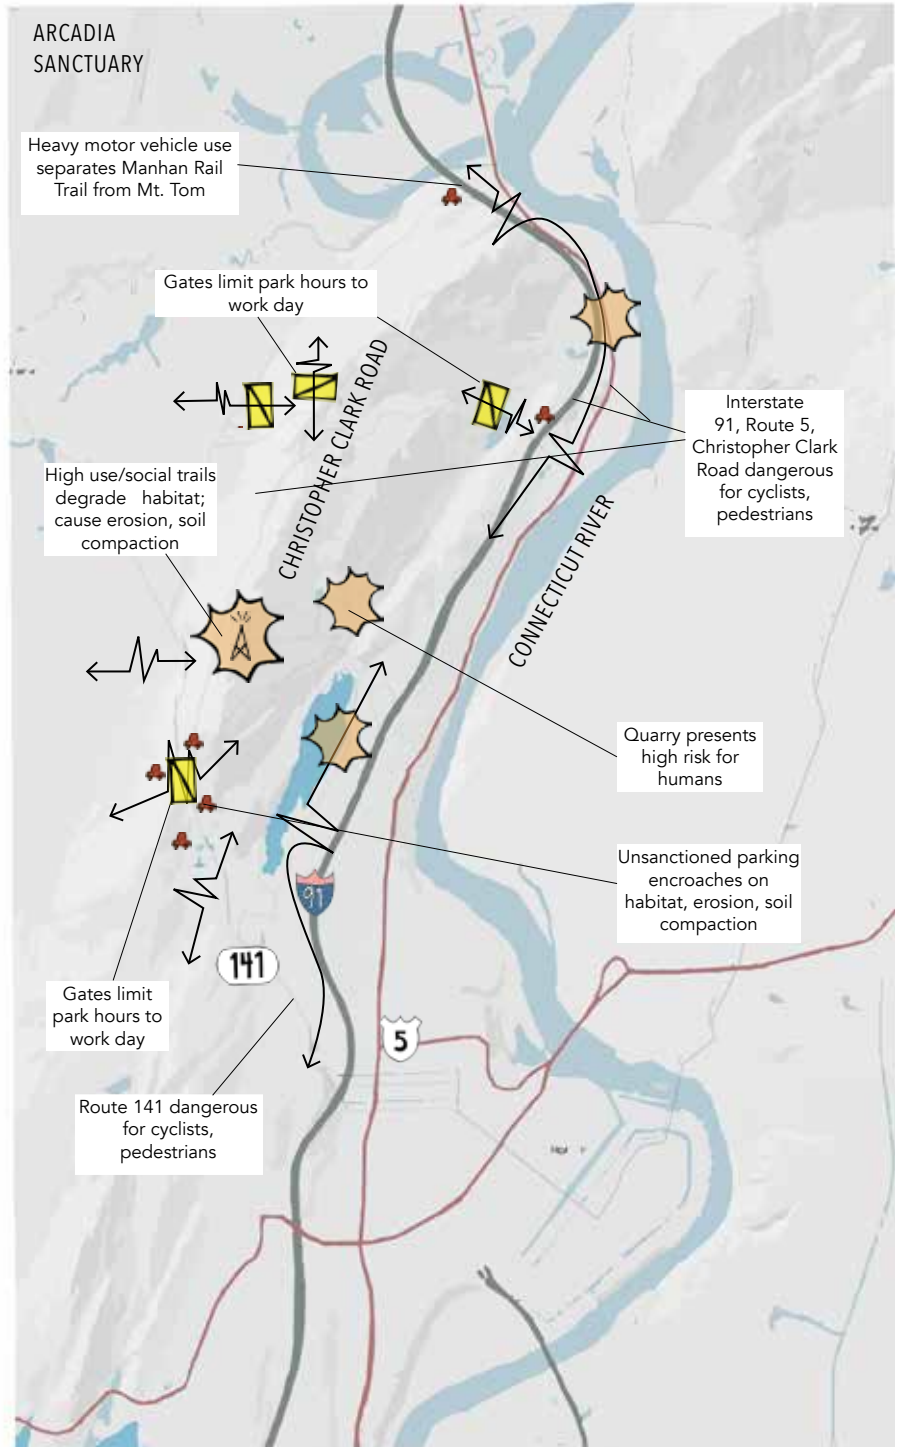 ARCADIA
SANCTUARY
Heavy motor vehicle use
separates Manhan Rail
Trail from Mt. Tom
Gates limit park hours to
work day
CHRISTOPHER CLARK ROAD
Interstate
91, Route 5,
Christopher Clark
Road dangerous
for cyclists,
pedestrians
High use/social trails
degrade habitat;
cause erosion, soil
compaction
CONNECTICUT RIVER
Quarry presents
high risk for
humans
Unsanctioned parking
encroaches on
habitat, erosion, soil
compaction
91
141
Gates limit
park hours to
work day
5
Route 141 dangerous
for cyclists,
pedestrians